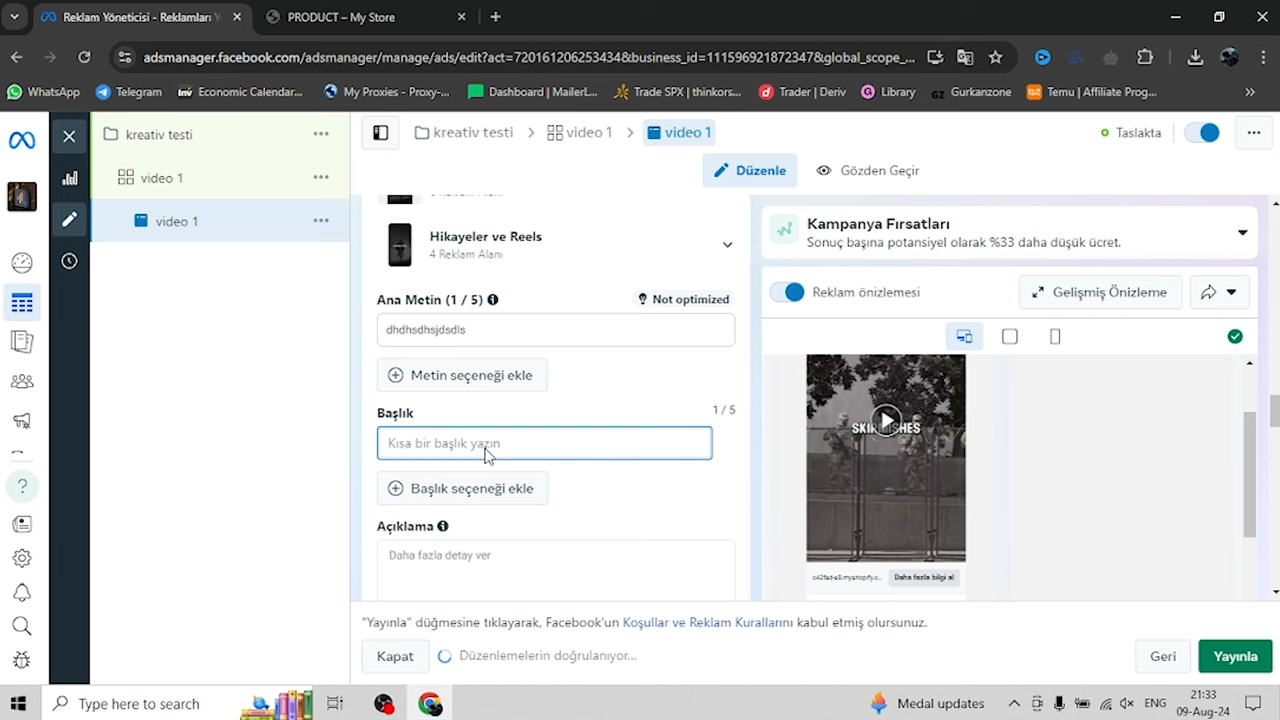 Reklam Yöneticisi - Reklamları Y
PRODUCT – My Store
adsmanager.facebook.com/adsmanager/manage/ads/edit?act=7201612062534434&business_id=111596921872347&global_scope_...
WhatsApp
Telegram
Economic Calendar...
My Proxies - Proxy-...
Dashboard | MailerL...
Trade SPX | thinkors...
Trade | Deriv
Library
Gurkanzone
Temu | Affiliate Prog...
kreativ testi
video 1
video 1
kreativ testi
video 1
video 1
Taslakta
Düzenle
Gözden Geçir
Hikayeler ve Reels
4 Reklam Alanı
Ana Metin (1 / 5)
Not optimized
dhdhsdhsjdsdls
Metin seçeneği ekle
Başlık
1 / 5
Kısa bir başlık yazın
Başlık seçeneği ekle
Açıklama
Daha fazla detay ver
Kampanya Fırsatları
Sonuç başına potansiyel olarak %33 daha düşük ücret.
Reklam önizlemesi
Gelişmiş Önizleme
SKIRMISHES
o42fad-e8.myshopify.c...
Daha fazla bilgi al
"Yayınla" düğmesine tıklayarak, Facebook'un Koşullar ve Reklam Kurallarını kabul etmiş olursunuz.
Kapat
Düzenlemelerin doğrulanıyor...
Geri
Yayınla
Type here to search
Medal updates
ENG
21:33
09-Aug-24